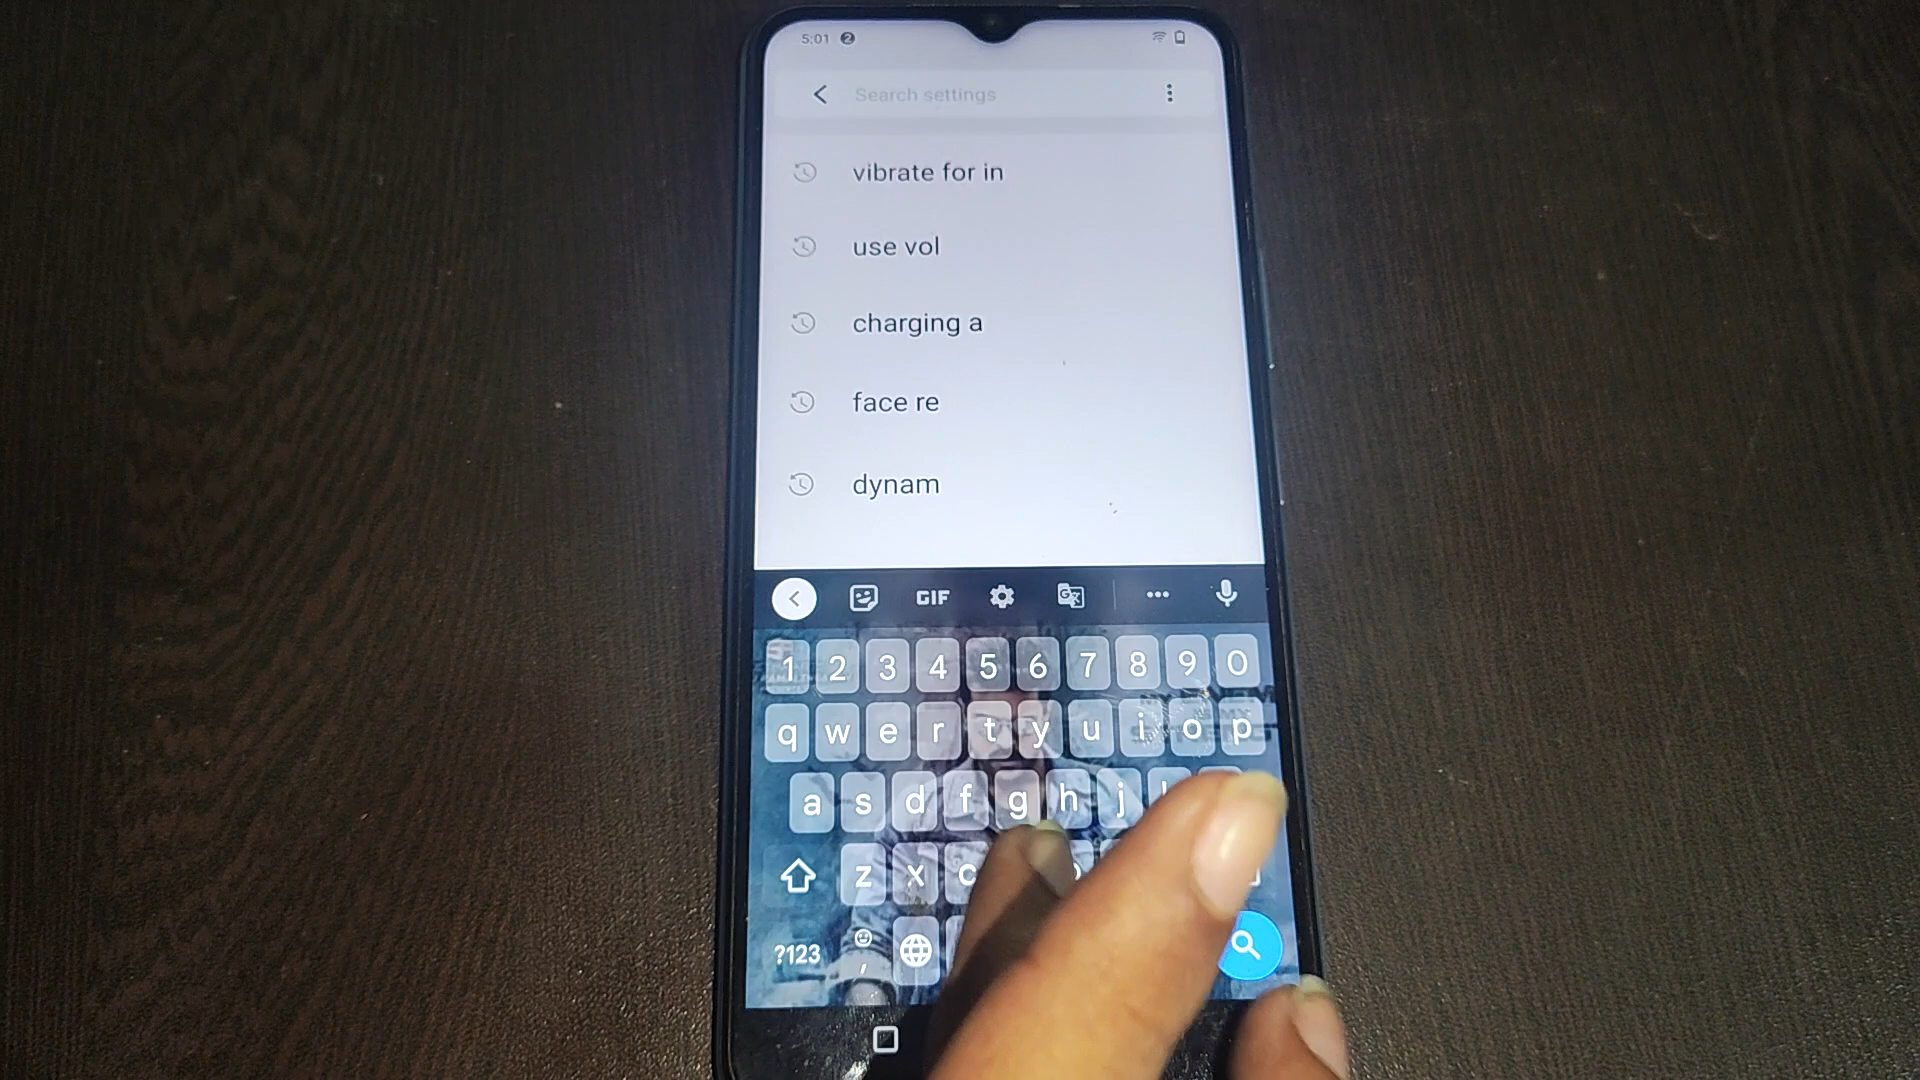 5:01 2
Search settings
vibrate for in
use vol
charging a
face re
dynam
GIF
1 2 3 4 5 6 7 8 9 0
q w e r t y u i o p
a s d f g h j
z x c
?123 ,